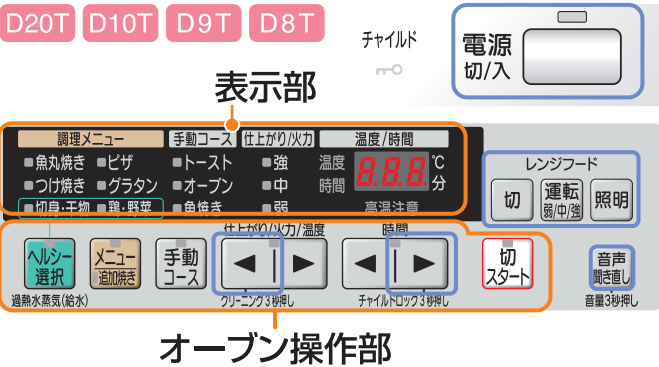 D20T D10T D9T D8T
チャイルド
電源
切/入
表示部
調理メニュー 手動コース 仕上がり/火力 温度/時間
魚丸焼き ピザ トースト 強 温度 8.8.8. ℃
つけ焼き グラタン オーブン 中 時間 分
切身・干物 鶏・野菜 魚焼き 弱 高温注意
レンジフード
切 運転 弱/中/強 照明
仕上がり/火力/温度 時間
ヘルシー選択 メニュー 追加焼き 手動コース ◀ ▶ ◀ ▶ 切 スタート 音声 聞き直し
過熱水蒸気(給水) クリーニング3秒押し チャイルドロック3秒押し 音量3秒押し
オーブン操作部